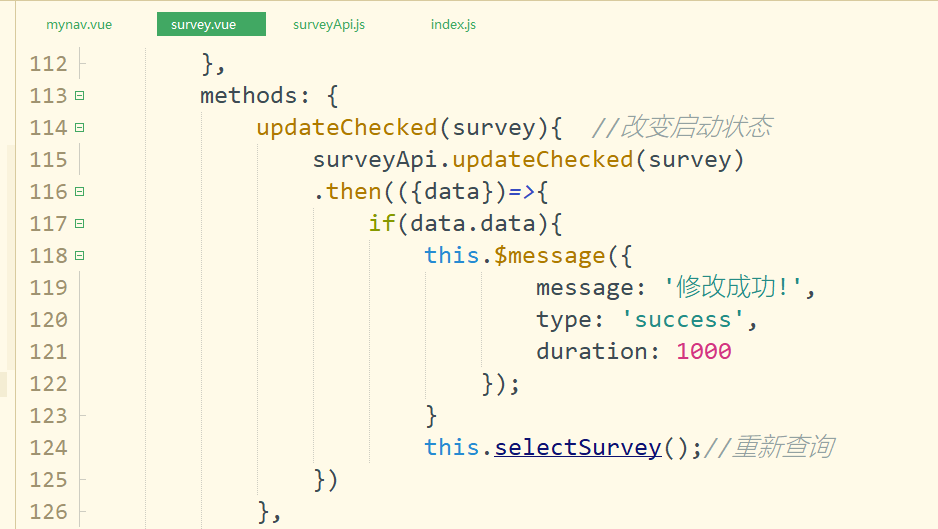 mynav.vue survey.vue surveyApi.js index.js
112 },
113 methods: {
114 updateChecked(survey){ //改变启动状态
115 surveyApi.updateChecked(survey)
116 .then(({data})=>{
117 if(data.data){
118 this.$message({
119 message: '修改成功!',
120 type: 'success',
121 duration: 1000
122 });
123 }
124 this.selectSurvey();//重新查询
125 })
126 },